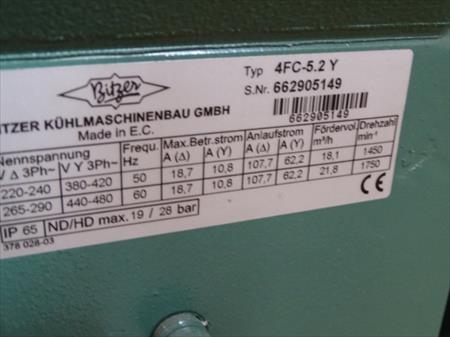 Bitzer
Typ 4FC-5.2 Y
S.Nr. 662905149
662905149
ITZER KÜHLMASCHINENBAU GMBH
Made in E.C.
Nennspannung Frequ. Max.Betr.strom Anlaufstrom Fördervol. Drehzahl
V Δ 3Ph~ V Y 3Ph~ Hz A (Δ) A (Y) A (Δ) A (Y) m³/h min⁻¹
220-240 380-420 50 18,7 10,8 107,7 62,2 18,1 1450
265-290 440-480 60 18,7 10,8 107,7 62,2 21,8 1750
IP 65 ND/HD max. 19 / 28 bar CE
378 028-03